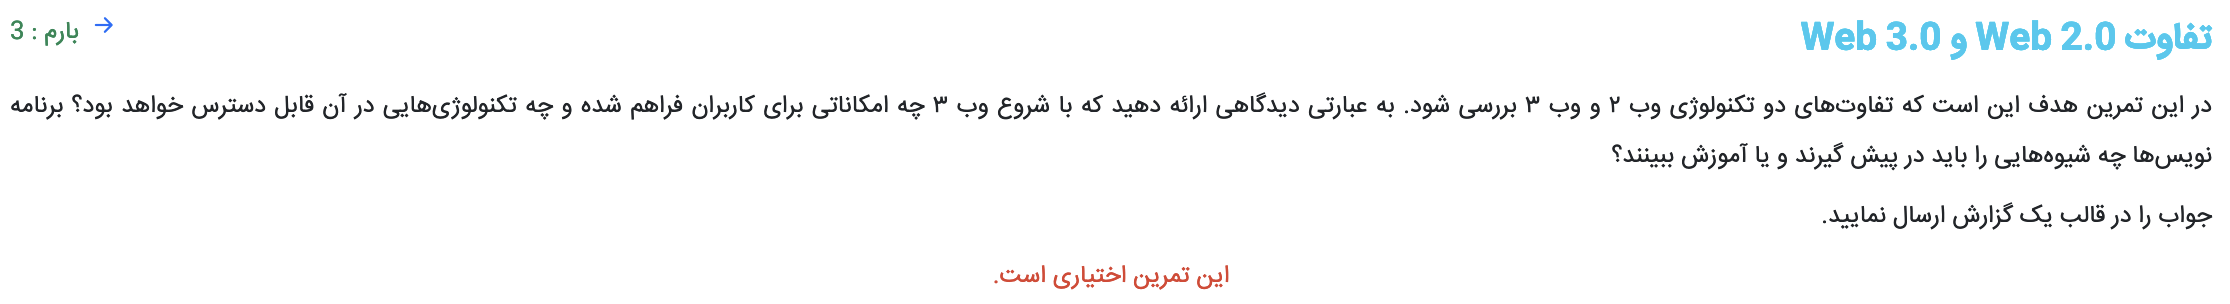 تفاوت Web 2.0 و Web 3.0
بارم : 3
در این تمرین هدف این است که تفاوت‌های دو تکنولوژی وب ۲ و وب ۳ بررسی شود. به عبارتی دیدگاهی ارائه دهید که با شروع وب ۳ چه امکاناتی برای کاربران فراهم شده و چه تکنولوژی‌هایی در آن قابل دسترس خواهد بود؟ برنامه
نویس‌ها چه شیوه‌هایی را باید در پیش گیرند و یا آموزش ببینند؟
جواب را در قالب یک گزارش ارسال نمایید.
این تمرین اختیاری است.